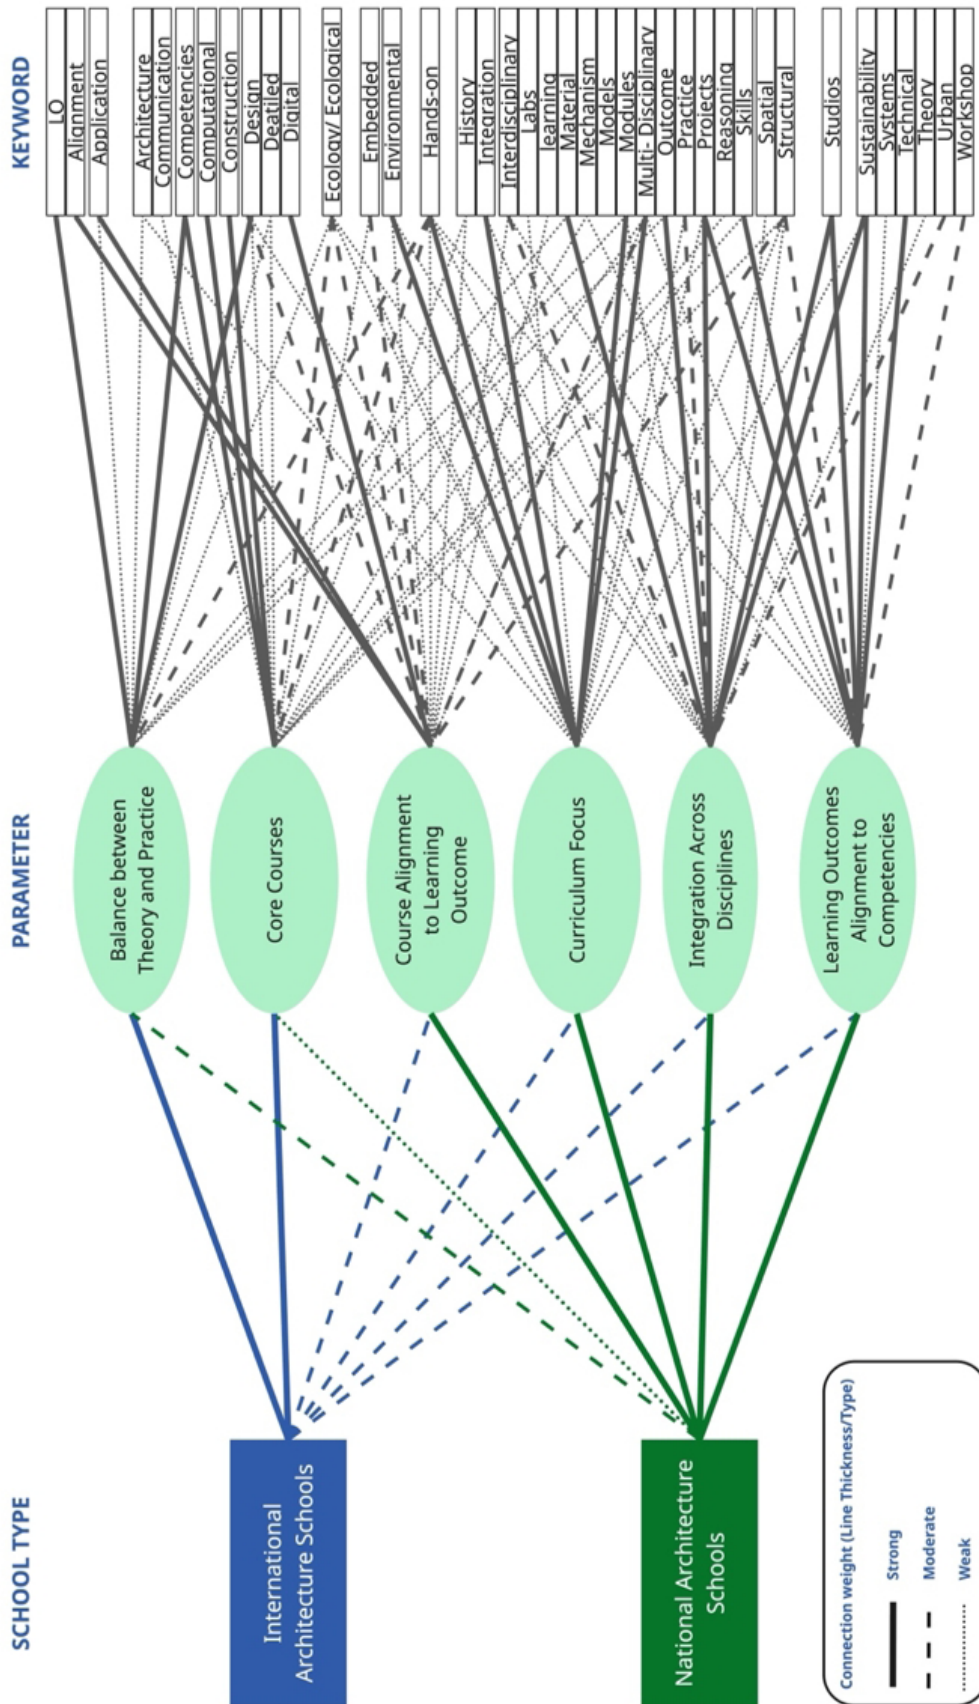 SCHOOL TYPE
PARAMETER
KEYWORD
International
Architecture Schools
National Architecture
Schools
Balance between
Theory and Practice
Core Courses
Course Alignment
to Learning
Outcome
Curriculum Focus
Integration Across
Disciplines
Learning Outcomes
Alignment to
Competencies
LO
Alignment
Application
Architecture
Communication
Competencies
Computational
Construction
Design
Deatiled
Digital
Ecology/ Ecological
Embedded
Environmental
Hands-on
History
Integration
Interdisciplinary
Labs
learning
Material
Mechanism
Models
Modules
Multi- Disciplinary
Outcome
Practice
Projects
Reasoning
Skills
Spatial
Structural
Studios
Sustainability
Systems
Technical
Theory
Urban
Workshop
Connection weight (Line Thickness/Type)
Strong
Moderate
Weak